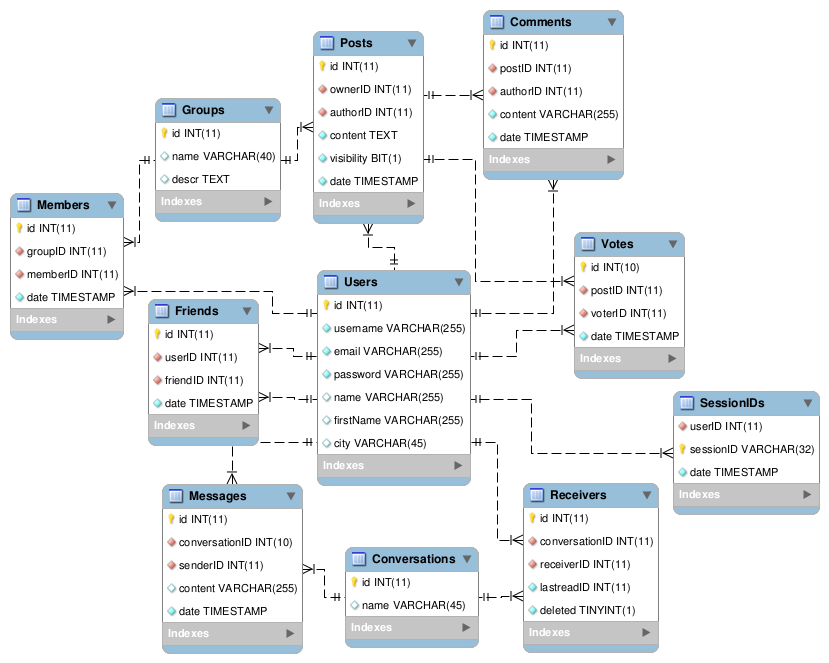 Comments
id INT(11)
postID INT(11)
authorID INT(11)
content VARCHAR(255)
date TIMESTAMP
Indexes
Posts
id INT(11)
ownerID INT(11)
authorID INT(11)
content TEXT
visibility BIT(1)
date TIMESTAMP
Indexes
Groups
id INT(11)
name VARCHAR(40)
descr TEXT
Indexes
Members
id INT(11)
groupID INT(11)
memberID INT(11)
date TIMESTAMP
Indexes
Votes
id INT(10)
postID INT(11)
voterID INT(11)
date TIMESTAMP
Indexes
Users
id INT(11)
username VARCHAR(255)
email VARCHAR(255)
password VARCHAR(255)
name VARCHAR(255)
firstName VARCHAR(255)
city VARCHAR(45)
Indexes
Friends
id INT(11)
userID INT(11)
friendID INT(11)
date TIMESTAMP
Indexes
SessionIDs
userID INT(11)
sessionID VARCHAR(32)
date TIMESTAMP
Indexes
Messages
id INT(11)
conversationID INT(10)
senderID INT(11)
content VARCHAR(255)
date TIMESTAMP
Indexes
Conversations
id INT(11)
name VARCHAR(45)
Indexes
Receivers
id INT(11)
conversationID INT(11)
receiverID INT(11)
lastreadID INT(11)
deleted TINYINT(1)
Indexes